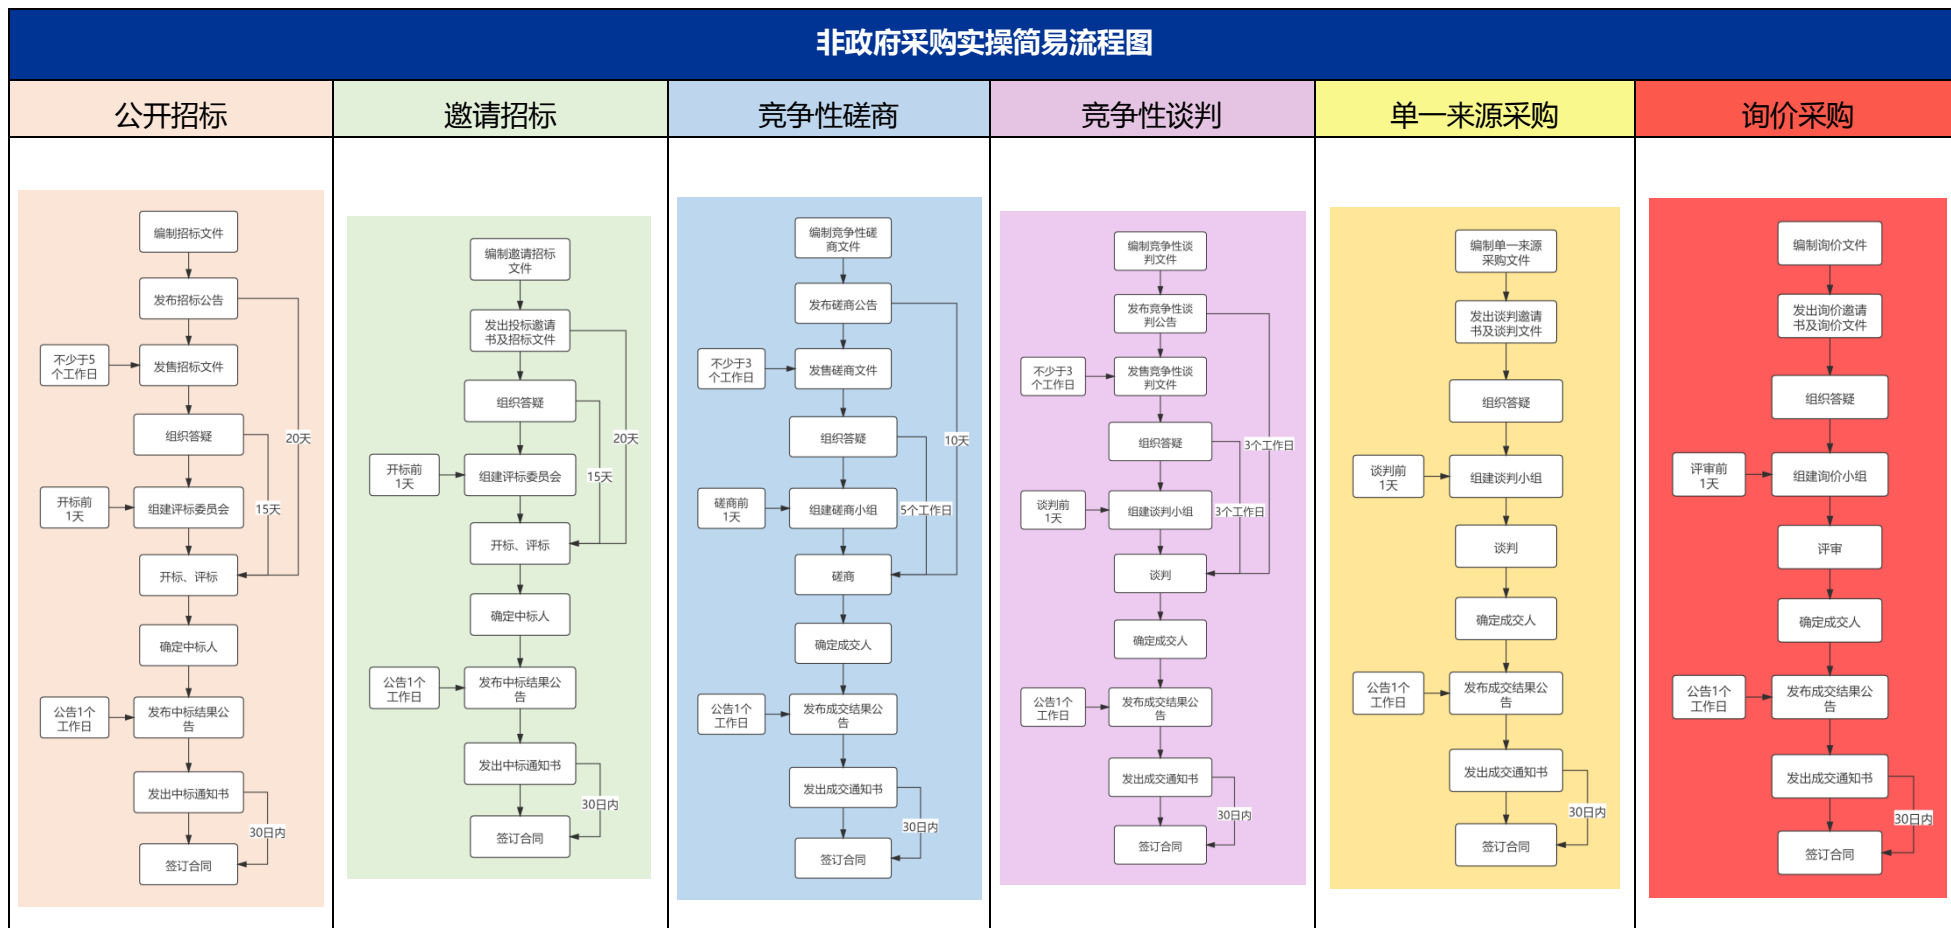 非政府采购实操简易流程图
公开招标
邀请招标
竞争性磋商
竞争性谈判
单一来源采购
询价采购
编制招标文件
发布招标公告
不少于5
个工作日
发售招标文件
组织答疑
20天
开标前
1天
组建评标委员会
15天
开标、评标
确定中标人
公告1个
工作日
发布中标结果公
告
发出中标通知书
30日内
签订合同
编制邀请招标
文件
发出投标邀请
书及招标文件
组织答疑
20天
开标前
1天
组建评标委员会
15天
开标、评标
确定中标人
公告1个
工作日
发布中标结果公
告
发出中标通知书
30日内
签订合同
编制竞争性磋
商文件
发布磋商公告
不少于3
个工作日
发售磋商文件
组织答疑
10天
磋商前
1天
组建磋商小组
5个工作日
磋商
确定成交人
公告1个
工作日
发布成交结果公
告
发出成交通知书
30日内
签订合同
编制竞争性谈
判文件
发布竞争性谈
判公告
不少于3
个工作日
发售竞争性谈
判文件
组织答疑
3个工作日
谈判前
1天
组建谈判小组
3个工作日
谈判
确定成交人
公告1个
工作日
发布成交结果公
告
发出成交通知书
30日内
签订合同
编制单一来源
采购文件
发出谈判邀请
书及谈判文件
组织答疑
谈判前
1天
组建谈判小组
谈判
确定成交人
公告1个
工作日
发布成交结果公
告
发出成交通知书
30日内
签订合同
编制询价文件
发出询价邀请
书及询价文件
组织答疑
评审前
1天
组建询价小组
评审
确定成交人
公告1个
工作日
发布成交结果公
告
发出成交通知书
30日内
签订合同